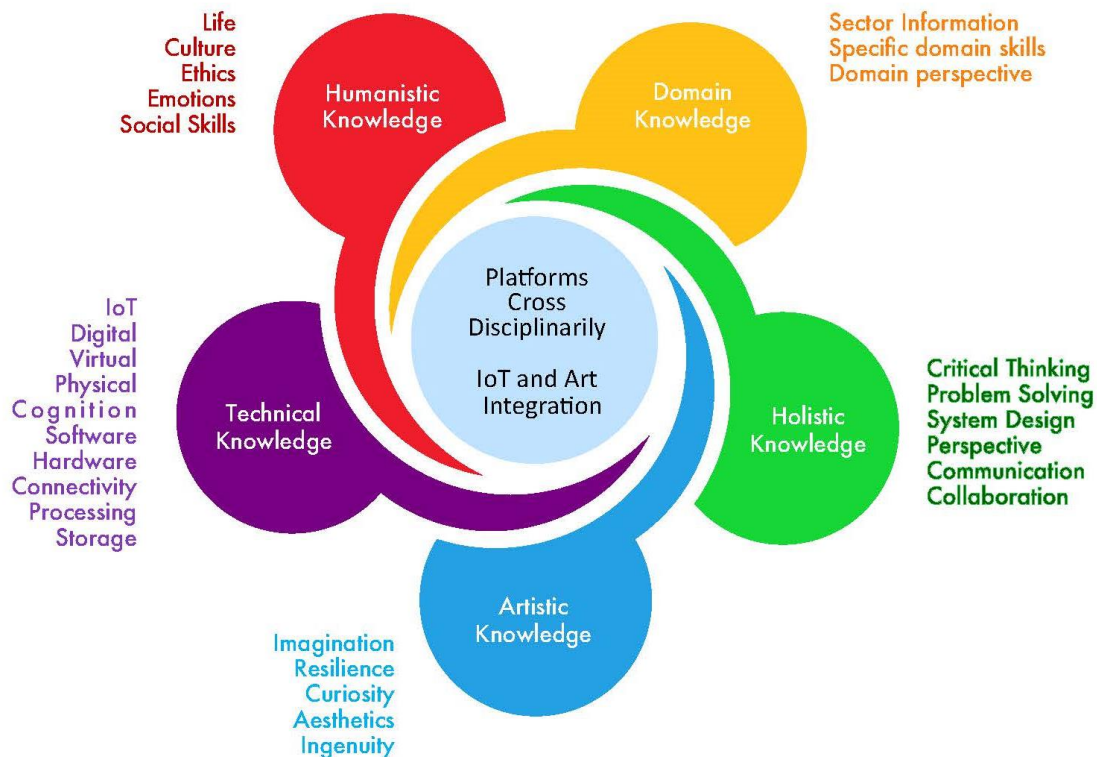 Life
Culture
Ethics
Emotions
Social Skills
Humanistic
Knowledge
Domain
Knowledge
Sector Information
Specific domain skills
Domain perspective
Platforms
Cross
Disciplinarily
IoT and Art
Integration
IoT
Digital
Virtual
Physical
Cognition
Software
Hardware
Connectivity
Processing
Storage
Technical
Knowledge
Holistic
Knowledge
Critical Thinking
Problem Solving
System Design
Perspective
Communication
Collaboration
Artistic
Knowledge
Imagination
Resilience
Curiosity
Aesthetics
Ingenuity